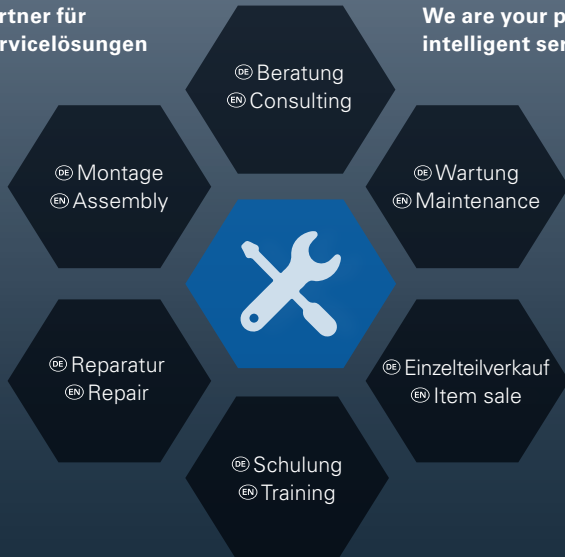 rtner für
rvicelösungen
We are your p
intelligent ser
DE Beratung
EN Consulting
DE Montage
EN Assembly
DE Wartung
EN Maintenance
DE Reparatur
EN Repair
DE Einzelteilverkauf
EN Item sale
DE Schulung
EN Training